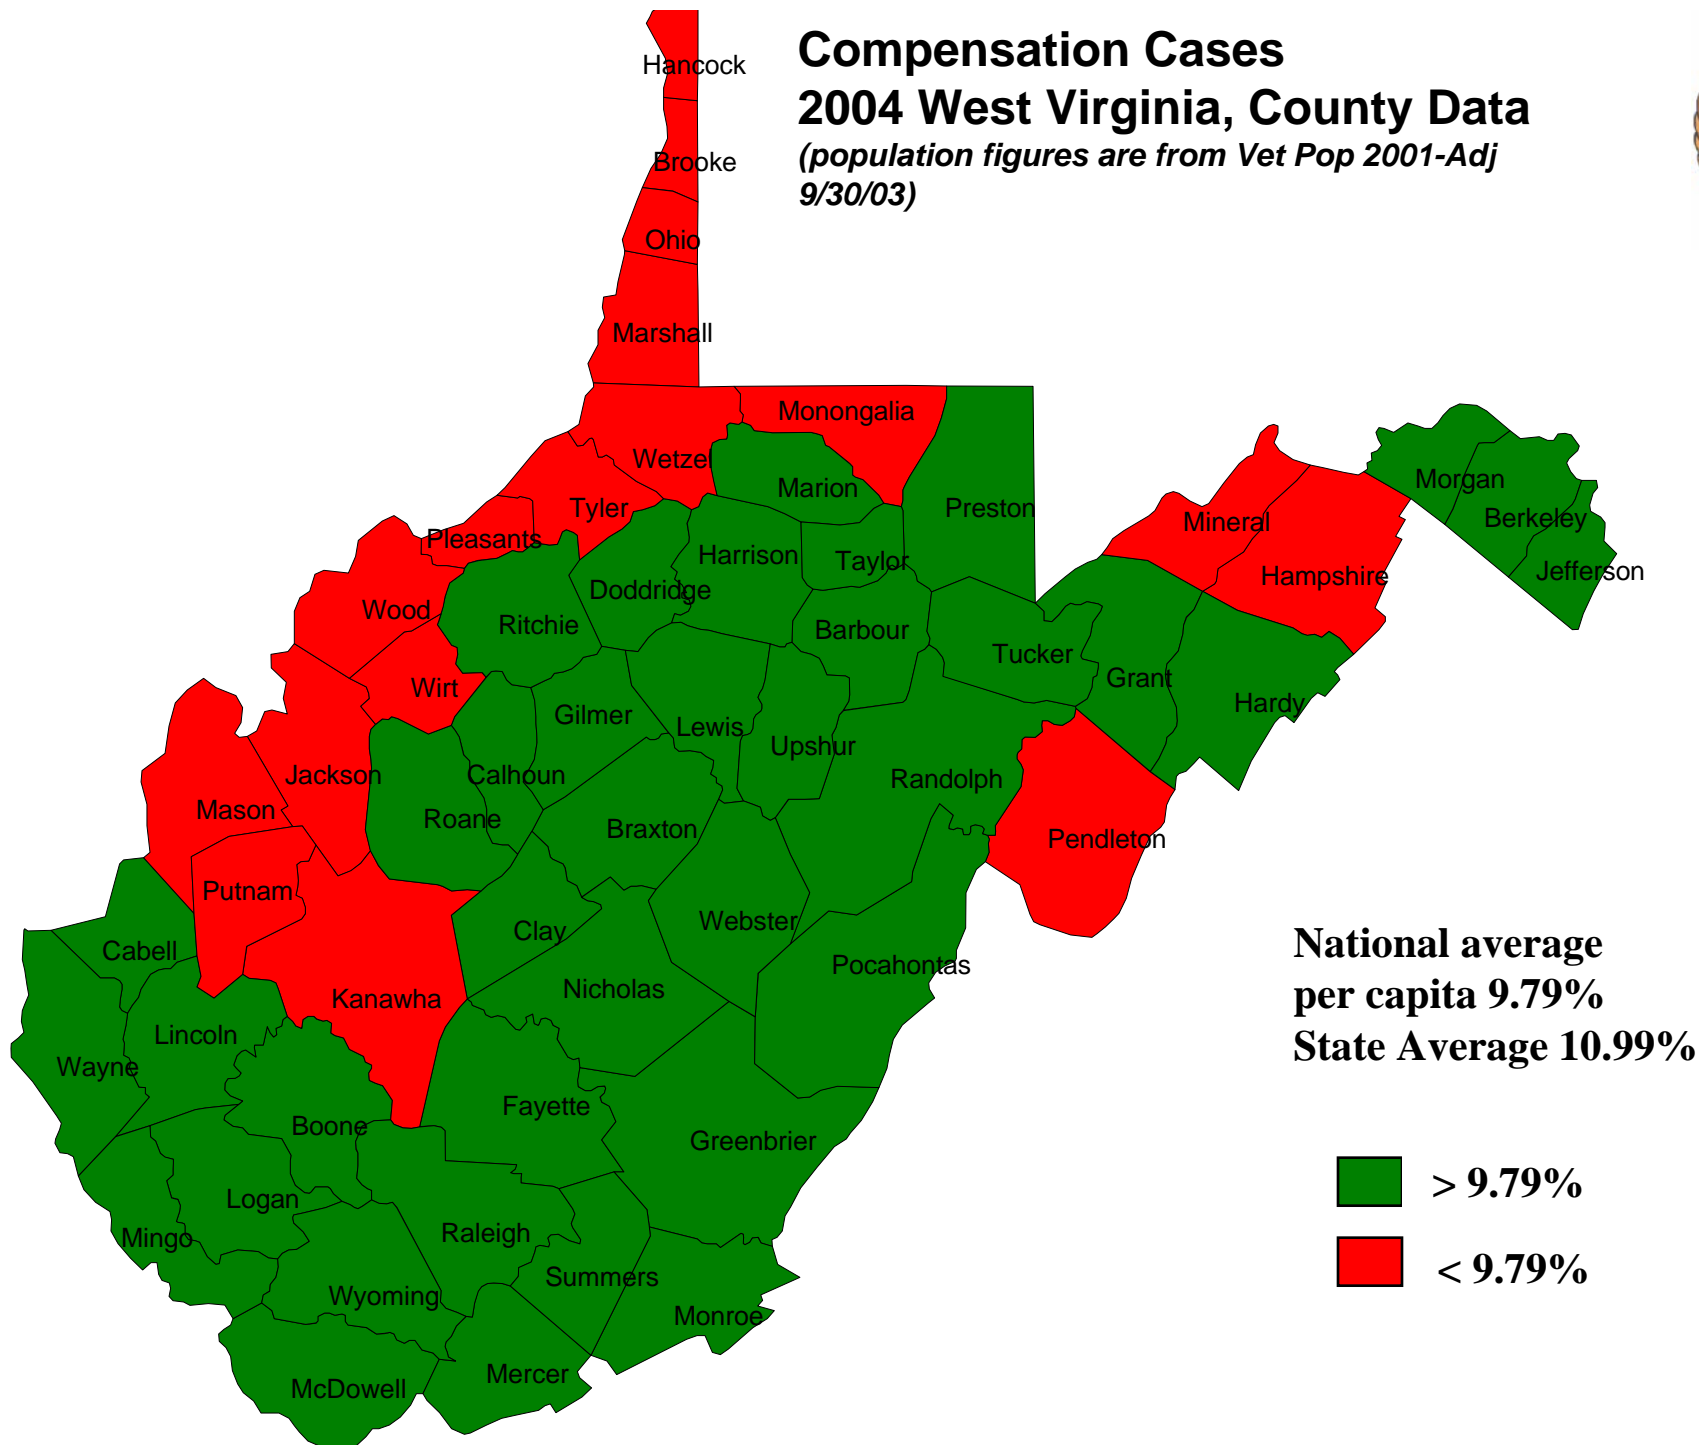 Compensation Cases
2004 West Virginia, County Data
(population figures are from Vet Pop 2001-Adj
9/30/03)
Hancock
Brooke
Ohio
Marshall
Monongalia
Wetzel
Marion
Tyler
Preston
Morgan
Berkeley
Mineral
Pleasants
Harrison
Taylor
Jefferson
Hampshire
Doddridge
Wood
Ritchie
Barbour
Tucker
Grant
Wirt
Hardy
Gilmer
Lewis
Upshur
Jackson
Calhoun
Randolph
Mason
Roane
Braxton
Pendleton
Putnam
Webster
Clay
Cabell
Pocahontas
Nicholas
Kanawha
Lincoln
Wayne
Fayette
Boone
Greenbrier
Logan
Raleigh
Mingo
Summers
Wyoming
Monroe
Mercer
McDowell
National average
per capita 9.79%
State Average 10.99%
> 9.79%
< 9.79%